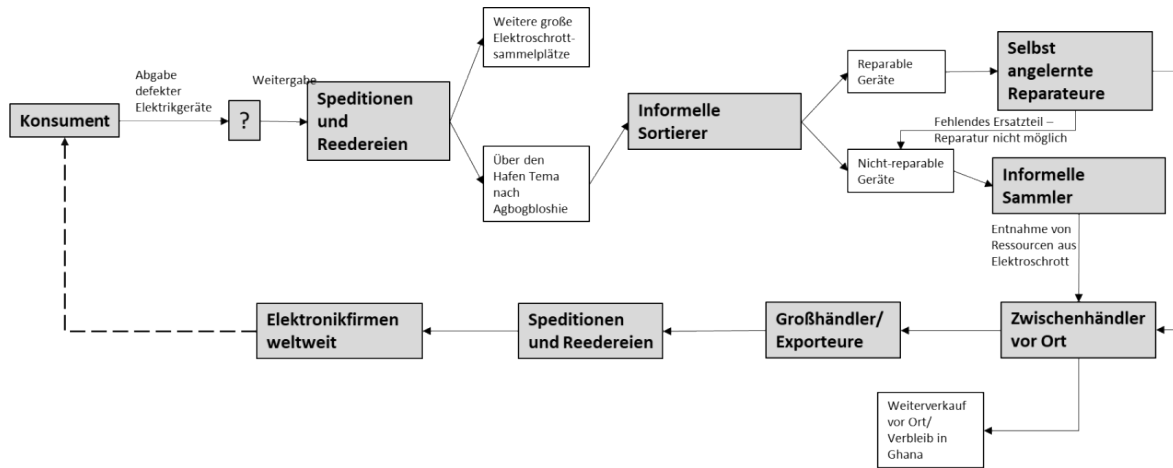 Konsument
Abgabe
defekter
Elektrikgeräte
?
Weitergabe
Speditionen
und
Reedereien
Weitere große
Elektroschrott-
sammelplätze
Über den
Hafen Tema
nach
Agbogbloshie
Informelle
Sortierer
Reparable
Geräte
Selbst
angelernte
Reparateure
Fehlendes Ersatzteil –
Reparatur nicht möglich
Nicht-reparable
Geräte
Informelle
Sammler
Entnahme von
Ressourcen aus
Elektroschrott
Zwischenhändler
vor Ort
Weiterverkauf
vor Ort/
Verbleib in
Ghana
Großhändler/
Exporteure
Speditionen
und Reedereien
Elektronikfirmen
weltweit